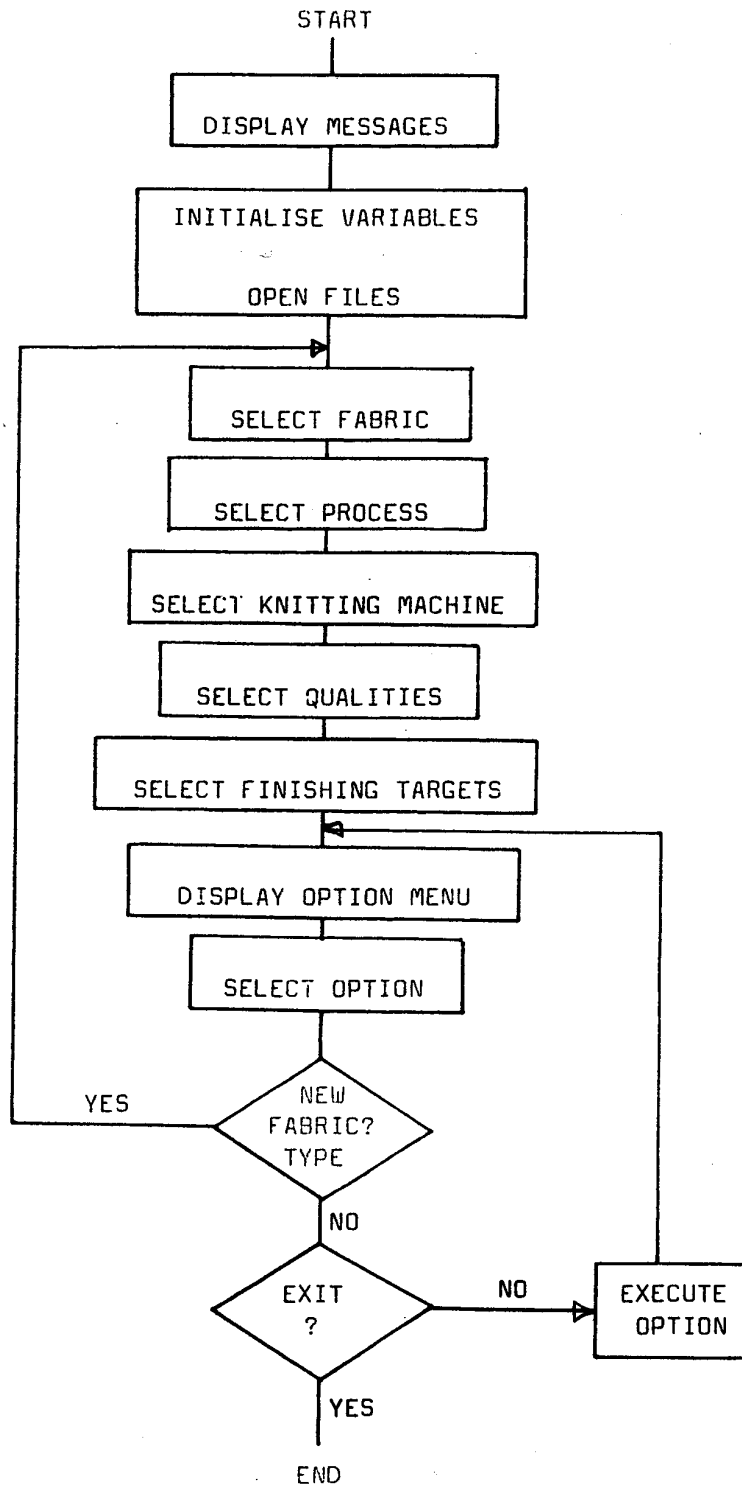 START
DISPLAY MESSAGES
INITIALISE VARIABLES
OPEN FILES
SELECT FABRIC
SELECT PROCESS
SELECT KNITTING MACHINE
SELECT QUALITIES
SELECT FINISHING TARGETS
DISPLAY OPTION MENU
SELECT OPTION
YES
NEW
FABRIC?
TYPE
NO
EXIT
?
NO
EXECUTE
OPTION
YES
END